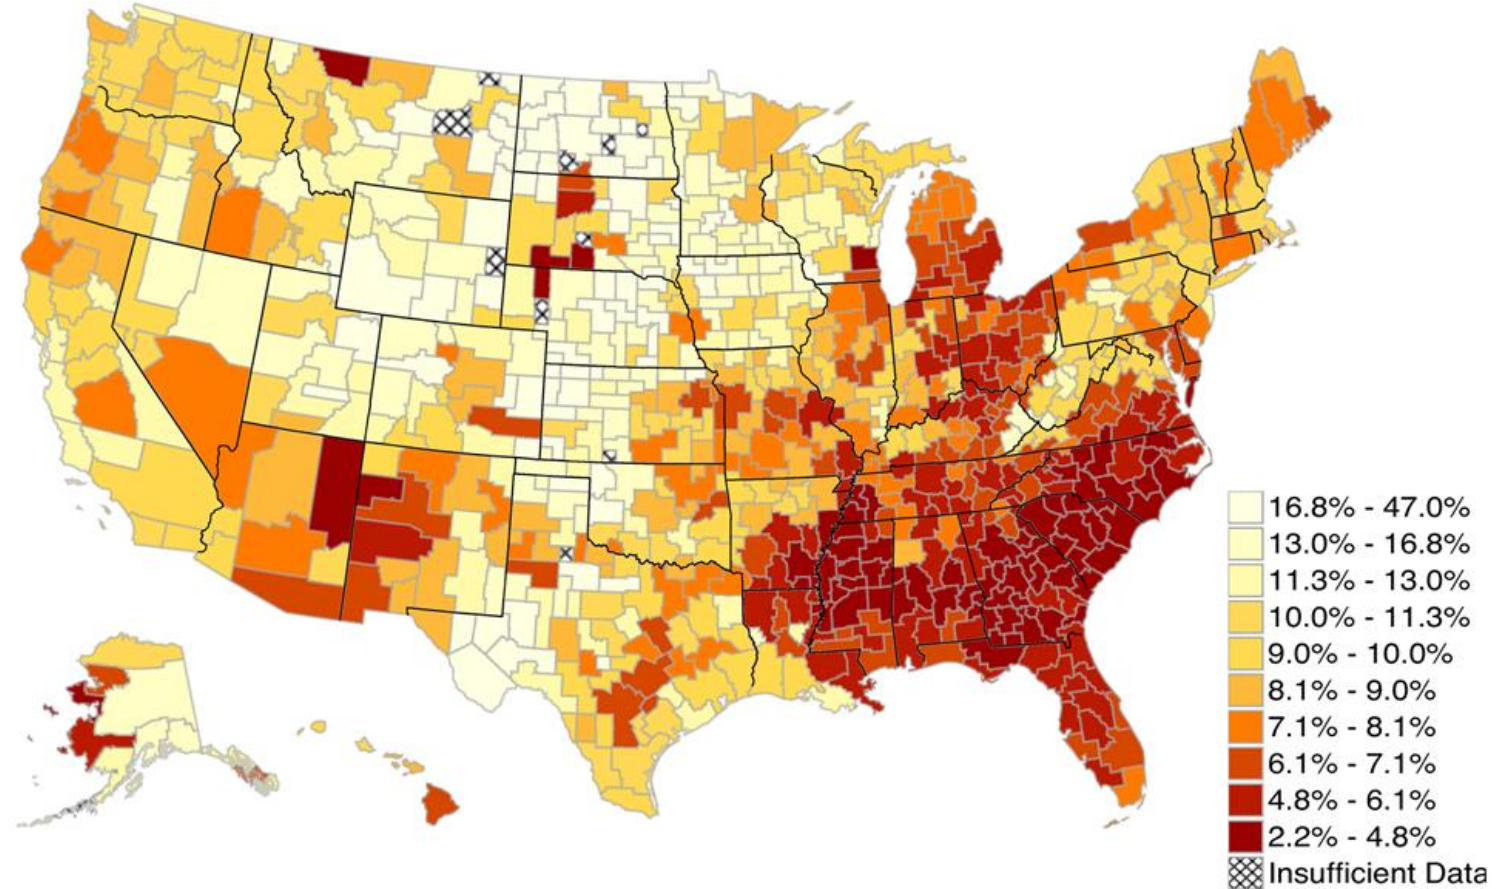 16.8% - 47.0%
13.0% - 16.8%
11.3% - 13.0%
10.0% - 11.3%
9.0% - 10.0%
8.1% - 9.0%
7.1% - 8.1%
6.1% - 7.1%
4.8% - 6.1%
2.2% - 4.8%
Insufficient Data